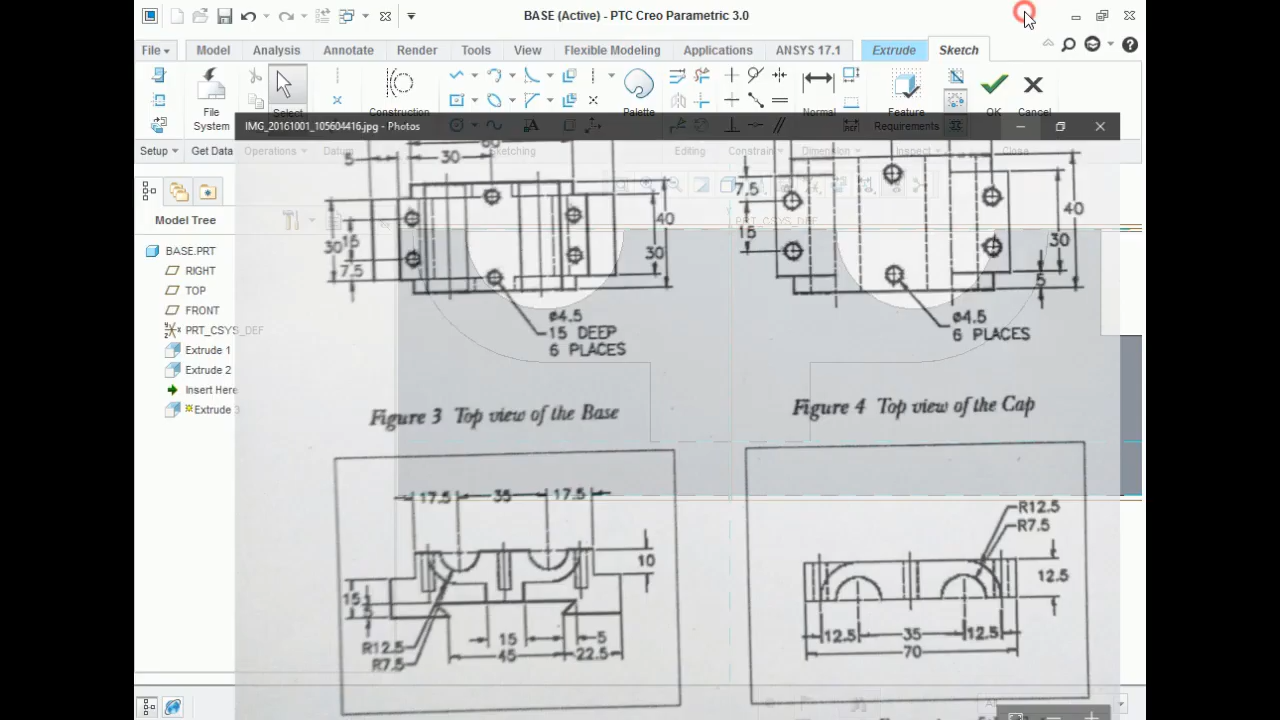 BASE (Active) - PTC Creo Parametric 3.0
File Model Analysis Annotate Render Tools View Flexible Modeling Applications ANSYS 17.1 Extrude Sketch
File System Select Construction Palette Normal Feature Requirements OK Cancel
IMG_20161001_105604416.jpg - Photos
Setup Get Data Operations Datum Sketching Editing Constrain Dimension Inspect Close
Model Tree
BASE.PRT
RIGHT
TOP
FRONT
PRT_CSYS_DEF
Extrude 1
Extrude 2
Insert Here
Extrude 3
PRT_CSYS_DEF
5 30
30 15 7.5 40 30
ø4.5
15 DEEP
6 PLACES
7.5 15 40 30 5
ø4.5
6 PLACES
Figure 3 Top view of the Base
Figure 4 Top view of the Cap
17.5 35 17.5
10
15
R12.5
R7.5
15 5
45 22.5
R12.5
R7.5
12.5
12.5 35 12.5
70